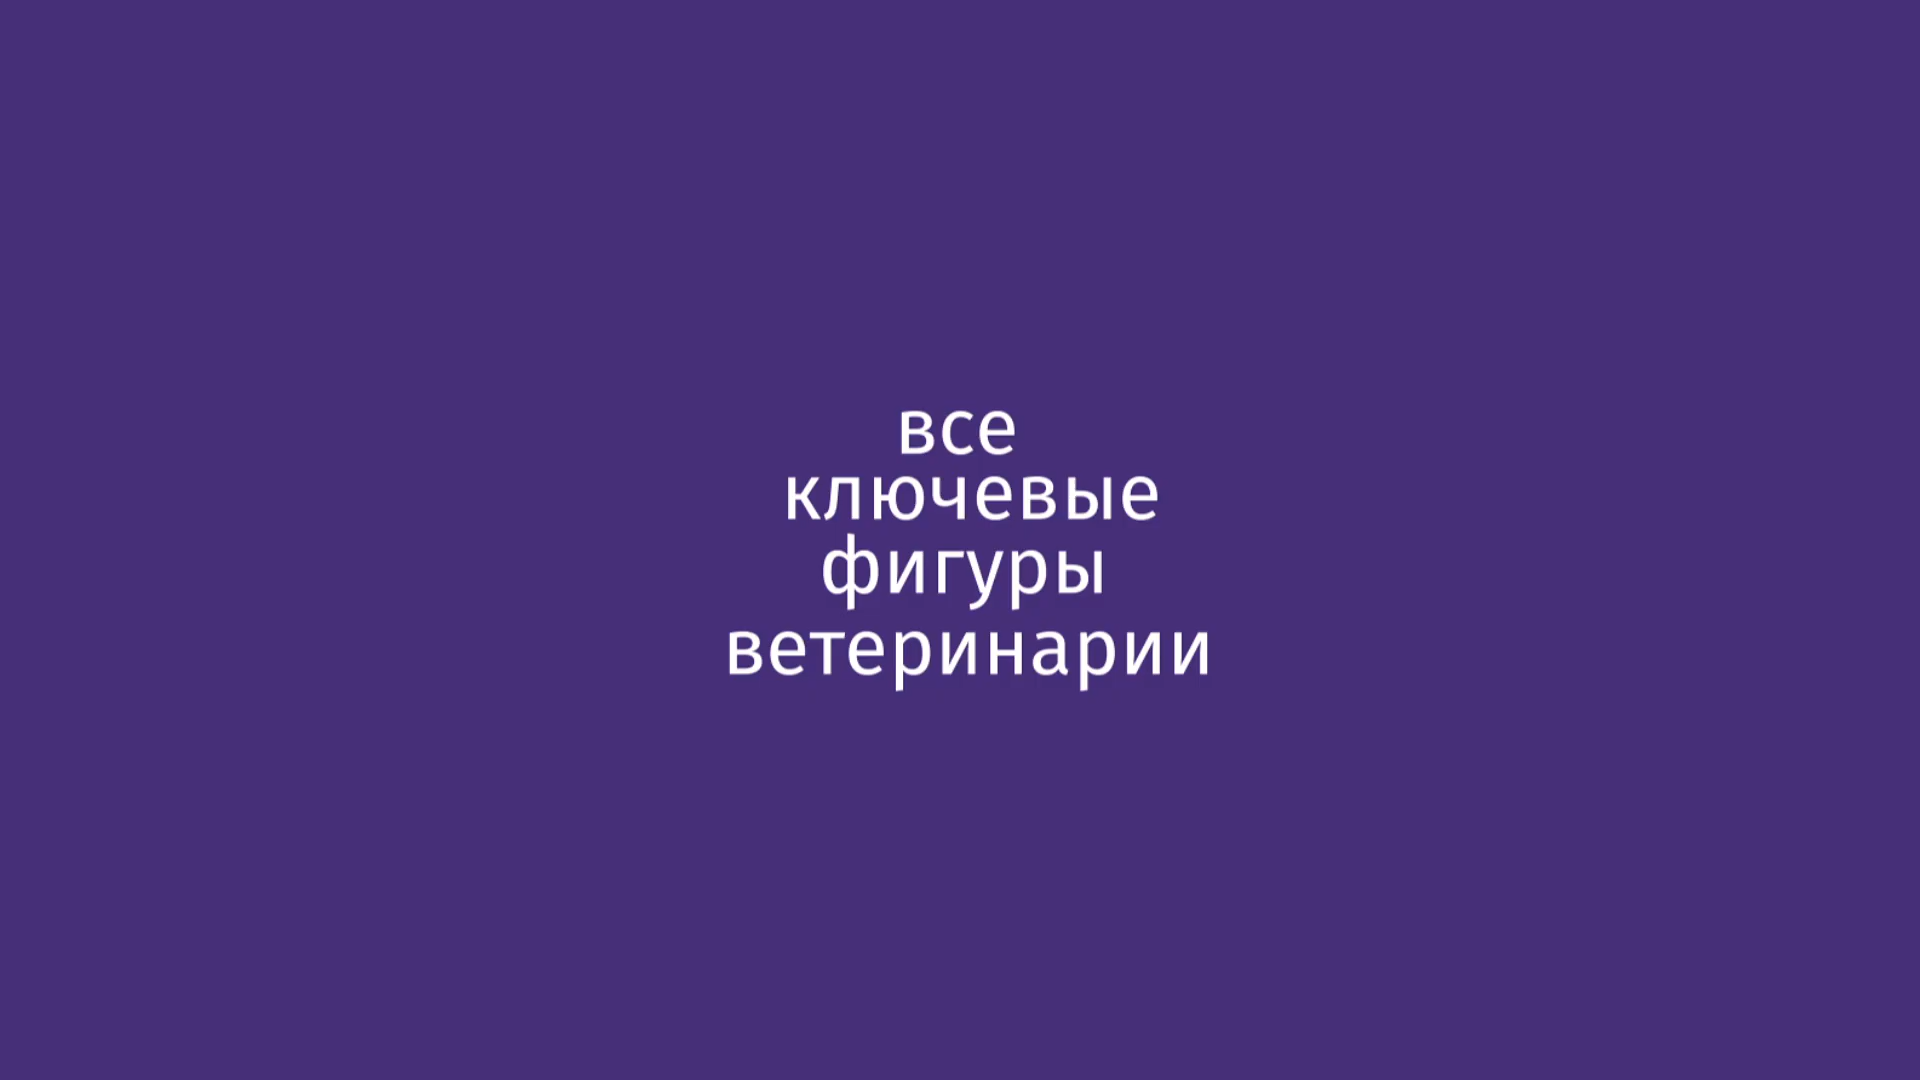 все
ключевые
фигуры
ветеринарии